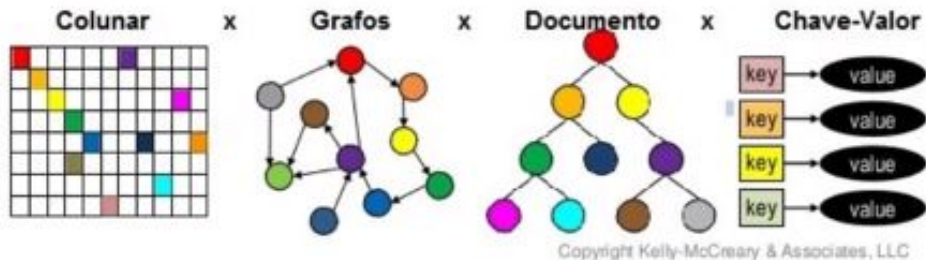 Colunar x Grafos x Documento x Chave-Valor
key value
key value
key value
key value
Copyright Kelly-McCreary & Associates, LLC